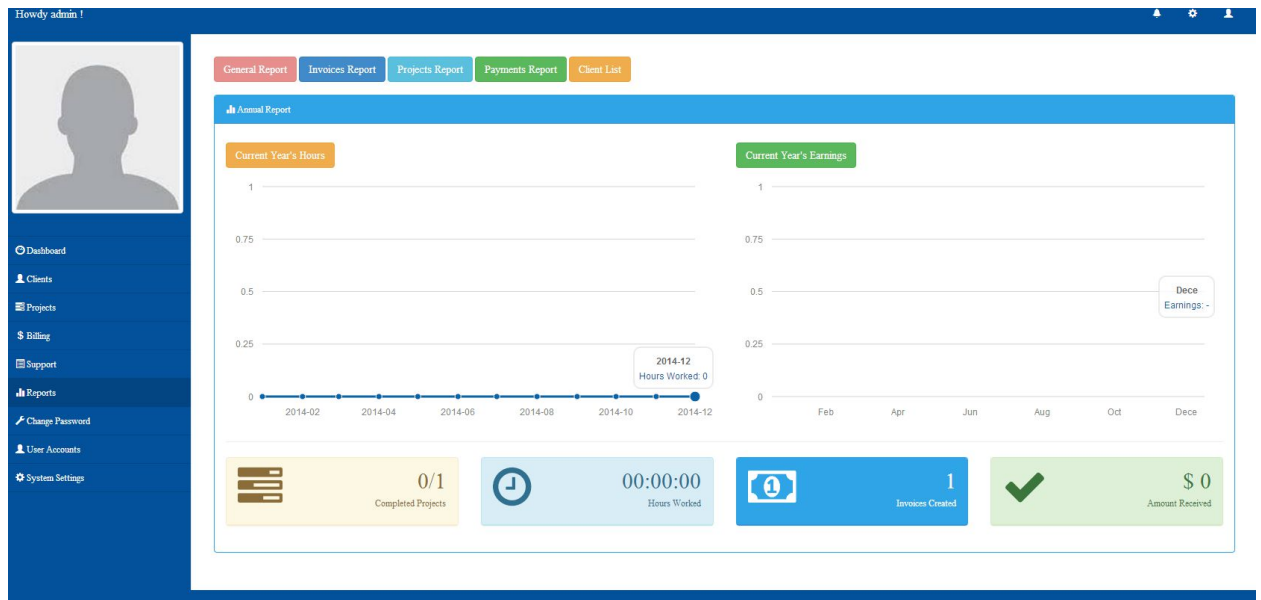 Howdy admin !
Dashboard
Clients
Projects
$ Billing
Support
Reports
Change Password
User Accounts
System Settings
General Report Invoices Report Projects Report Payments Report Client List
Annual Report
Current Year's Hours
1
0.75
0.5
0.25
0
2014-12
Hours Worked: 0
2014-02 2014-04 2014-06 2014-08 2014-10 2014-12
Current Year's Earnings
1
0.75
0.5
0.25
0
Dece
Earnings: -
Feb Apr Jun Aug Oct Dece
0/1
Completed Projects
00:00:00
Hours Worked
1
1
Invoices Created
$ 0
Amount Received